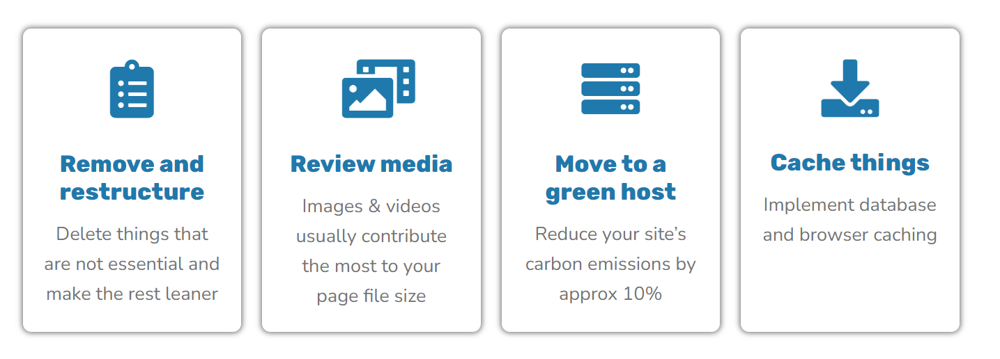 Remove and
restructure
Delete things that
are not essential and
make the rest leaner
Review media
Images & videos
usually contribute
the most to your
page file size
Move to a
green host
Reduce your site’s
carbon emissions by
approx 10%
Cache things
Implement database
and browser caching